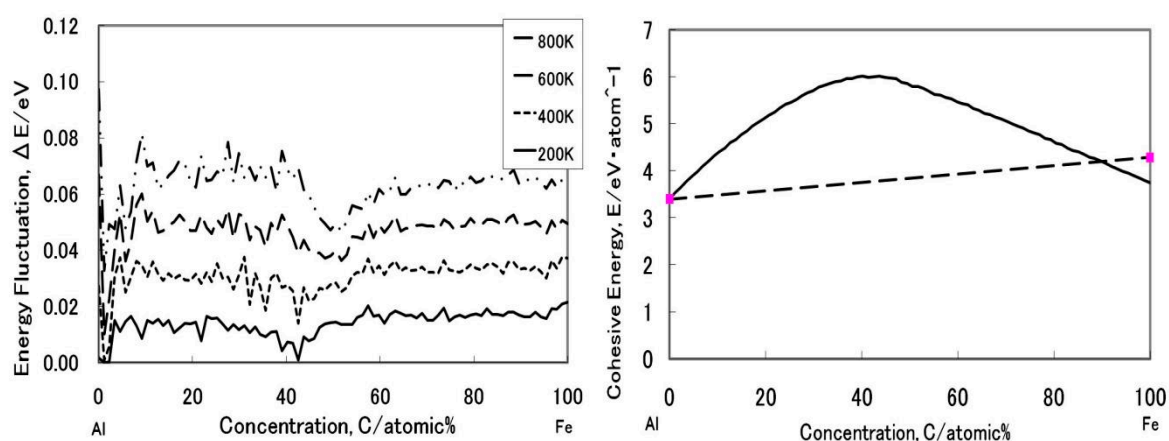 Energy Fluctuation, ΔE/eV
0.12
0.10
0.08
0.06
0.04
0.02
0.00
800K
600K
400K
200K
0 20 40 60 80 100
Al Fe
Concentration, C/atomic%
Cohesive Energy, E/eV・atom^-1
7
6
5
4
3
2
1
0
0 20 40 60 80 100
Al Fe
Concentration, C/atomic%